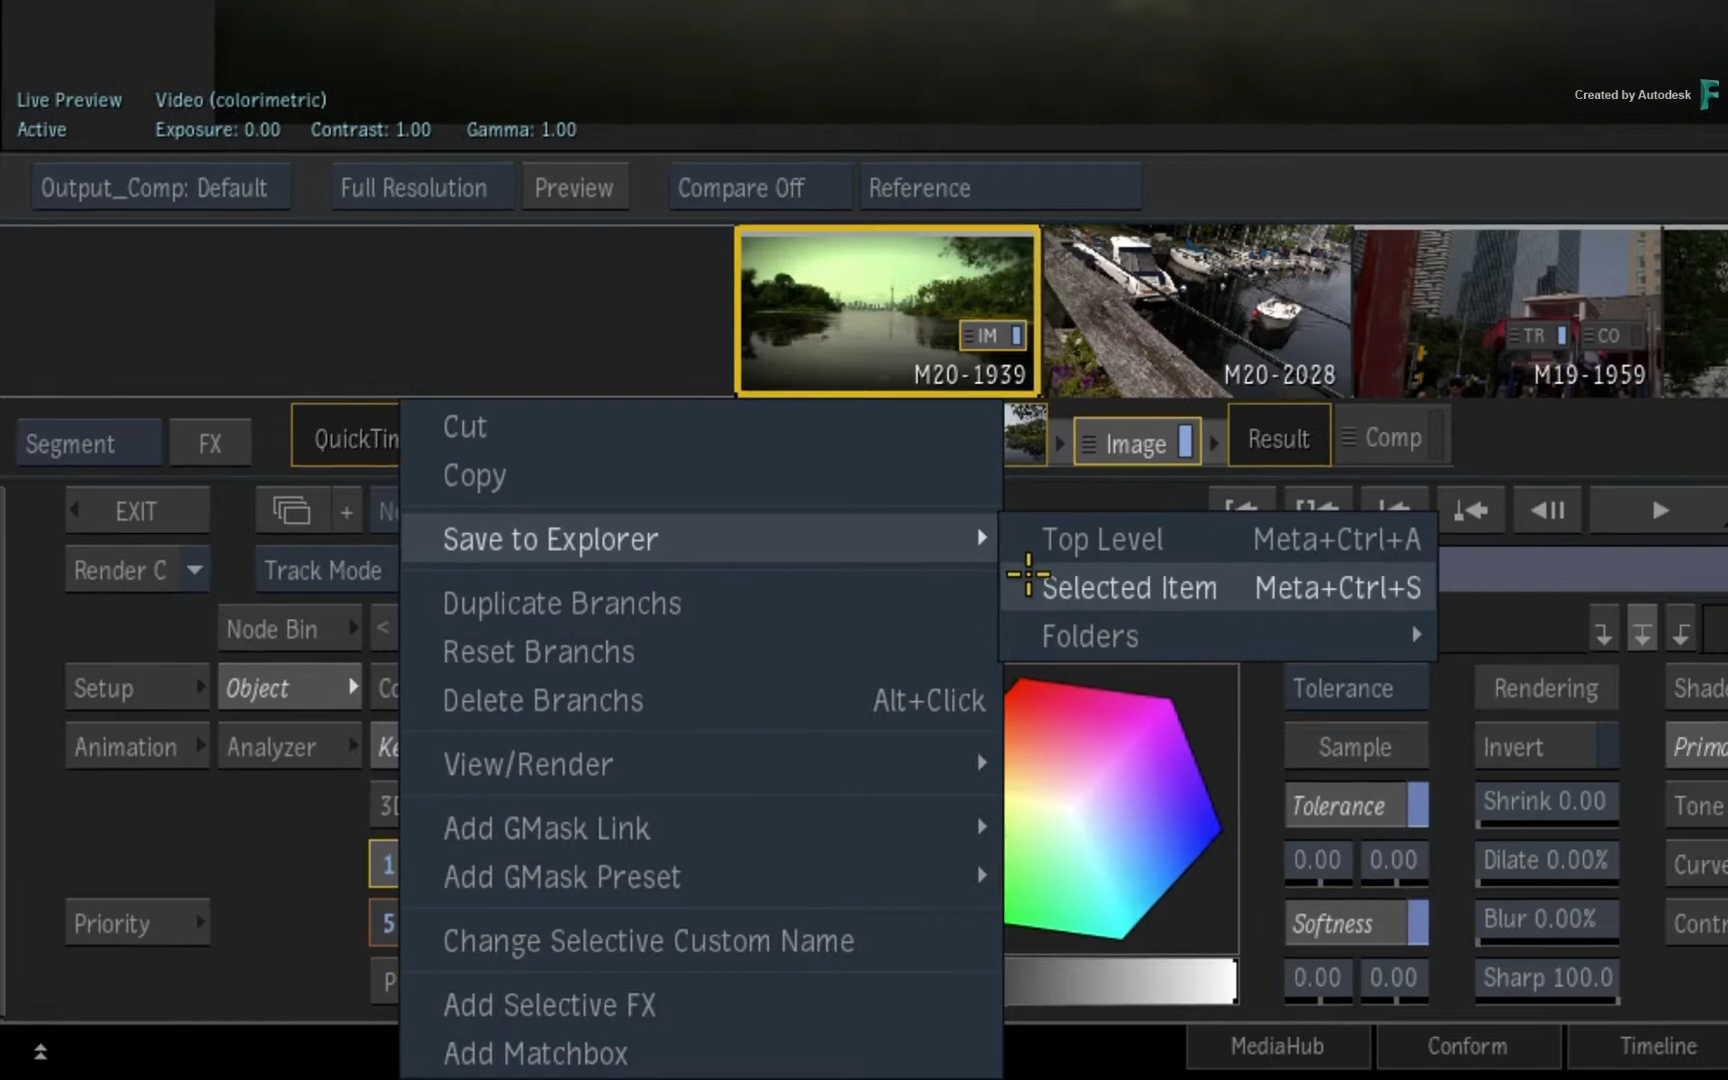 Created by Autodesk
Live Preview Video (colorimetric)
Active Exposure: 0.00 Contrast: 1.00 Gamma: 1.00
Output_Comp: Default Full Resolution Preview Compare Off Reference
IM TR CO
M20-1939 M20-2028 M19-1959
Segment FX Image Result Comp
Cut
Copy
EXIT +
Save to Explorer Top Level Meta+Ctrl+A
Render C Track Mode
Selected Item Meta+Ctrl+S
Duplicate Branchs
Node Bin < Folders
Reset Branchs
Setup Object Tolerance Rendering
Delete Branchs Alt+Click
Animation Analyzer Sample Invert
View/Render
Tolerance Shrink 0.00 Tone
Add GMask Link
1 0.00 0.00 Dilate 0.00%
Add GMask Preset
Priority 5 Softness Blur 0.00%
Change Selective Custom Name
0.00 0.00 Sharp 100.0
Add Selective FX
Add Matchbox
MediaHub Conform Timeline